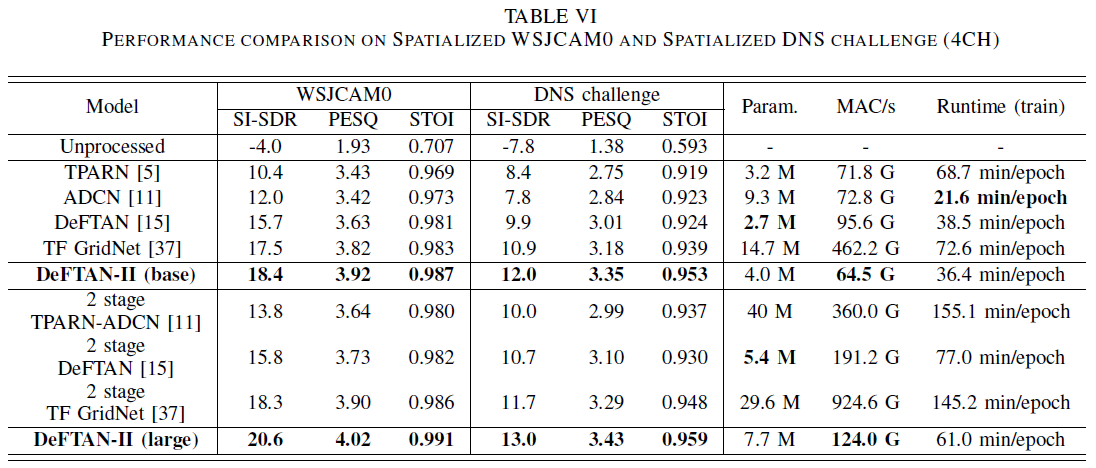 TABLE VI
PERFORMANCE COMPARISON ON SPATIALIZED WSJCAM0 AND SPATIALIZED DNS CHALLENGE (4CH)
Model WSJCAM0 DNS challenge Param. MAC/s Runtime (train)
SI-SDR PESQ STOI SI-SDR PESQ STOI
Unprocessed -4.0 1.93 0.707 -7.8 1.38 0.593 - - -
TPARN [5] 10.4 3.43 0.969 8.4 2.75 0.919 3.2 M 71.8 G 68.7 min/epoch
ADCN [11] 12.0 3.42 0.973 7.8 2.84 0.923 9.3 M 72.8 G 21.6 min/epoch
DeFTAN [15] 15.7 3.63 0.981 9.9 3.01 0.924 2.7 M 95.6 G 38.5 min/epoch
TF GridNet [37] 17.5 3.82 0.983 10.9 3.18 0.939 14.7 M 462.2 G 72.6 min/epoch
DeFTAN-II (base) 18.4 3.92 0.987 12.0 3.35 0.953 4.0 M 64.5 G 36.4 min/epoch
2 stage
TPARN-ADCN [11] 13.8 3.64 0.980 10.0 2.99 0.937 40 M 360.0 G 155.1 min/epoch
2 stage
DeFTAN [15] 15.8 3.73 0.982 10.7 3.10 0.930 5.4 M 191.2 G 77.0 min/epoch
2 stage
TF GridNet [37] 18.3 3.90 0.986 11.7 3.29 0.948 29.6 M 924.6 G 145.2 min/epoch
DeFTAN-II (large) 20.6 4.02 0.991 13.0 3.43 0.959 7.7 M 124.0 G 61.0 min/epoch